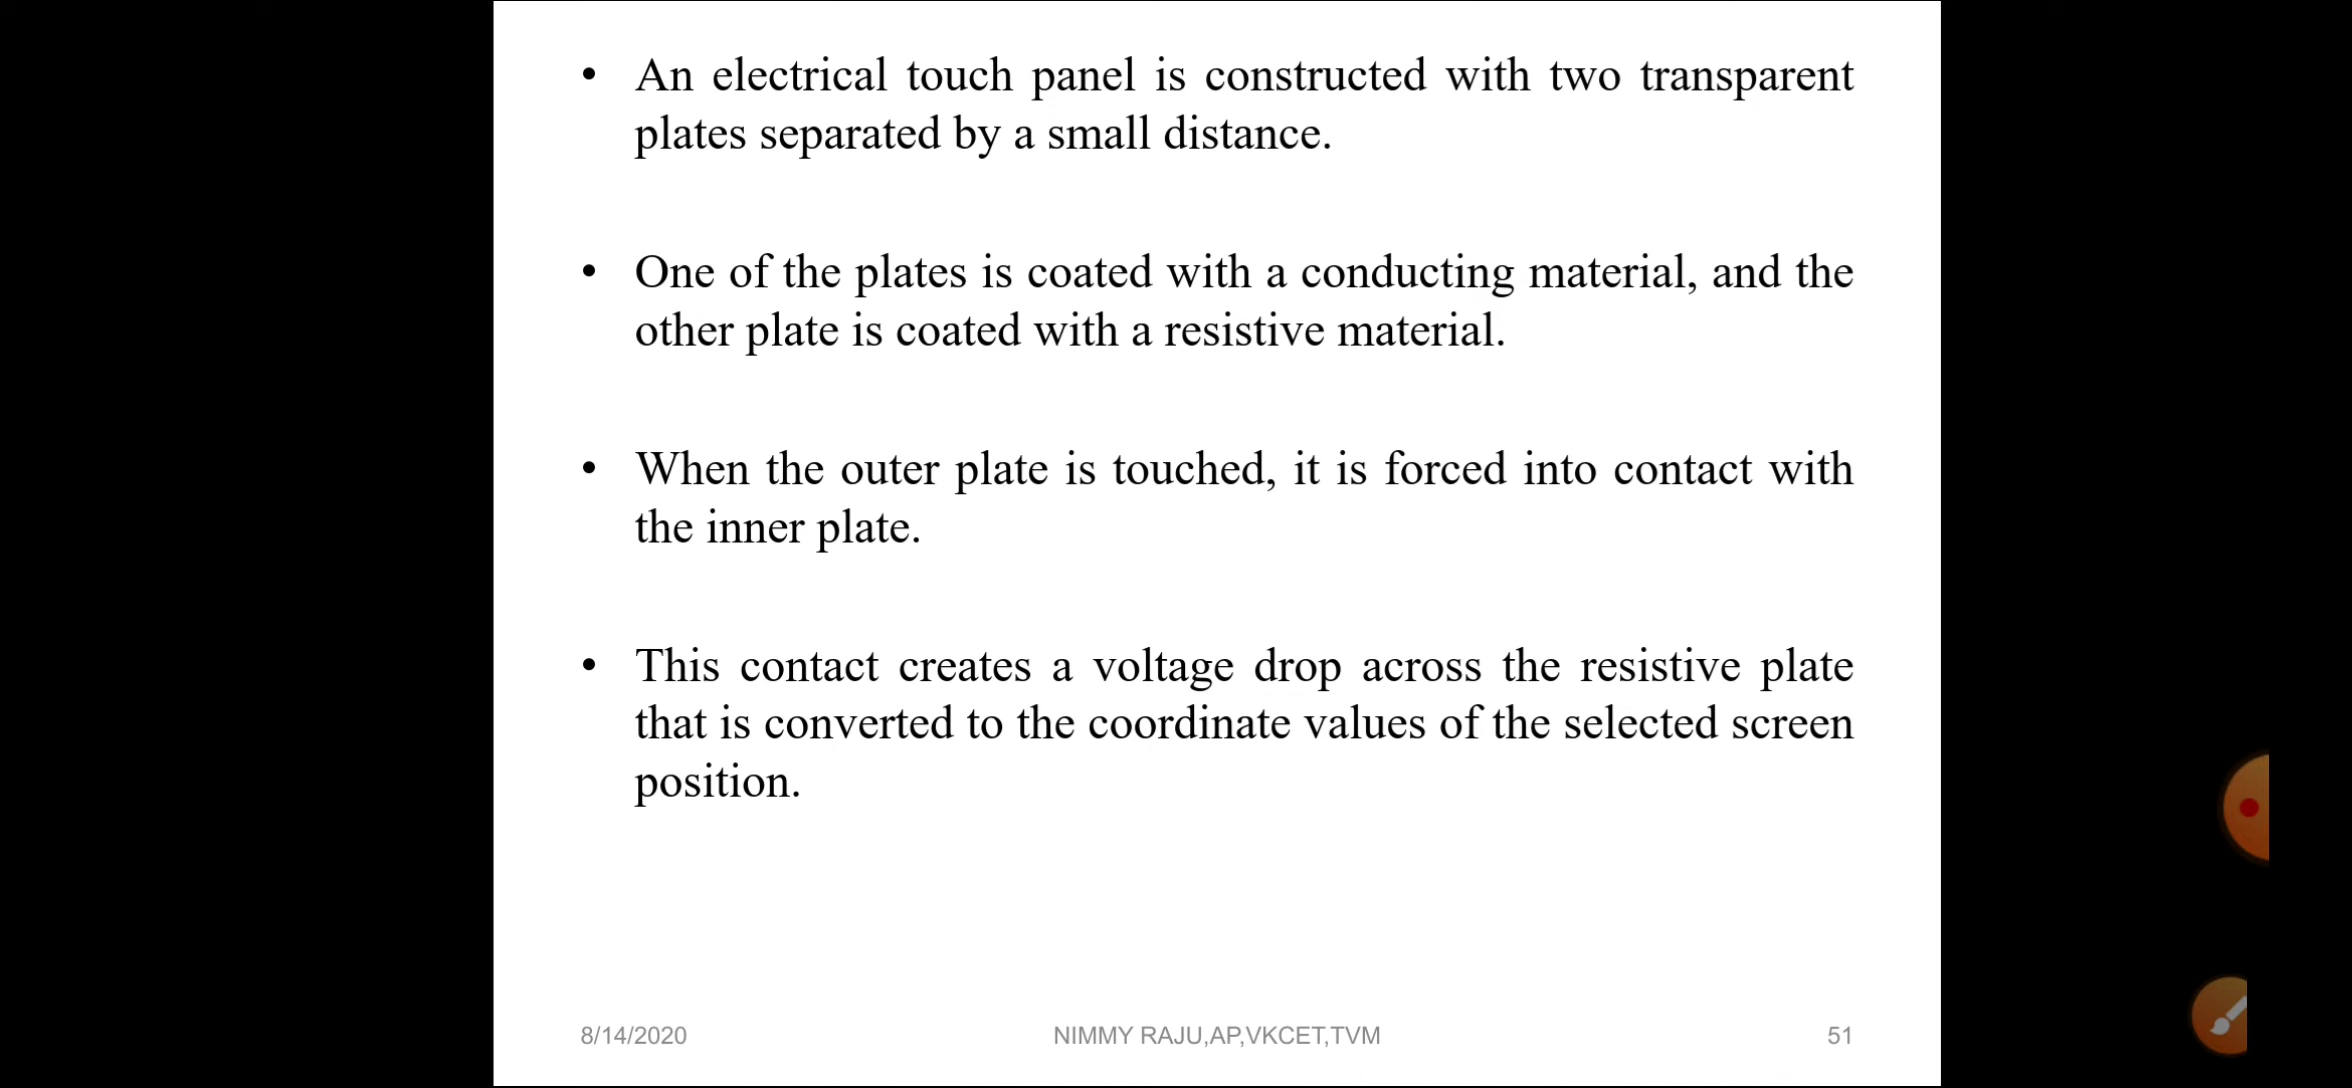 • An electrical touch panel is constructed with two transparent
plates separated by a small distance.
• One of the plates is coated with a conducting material, and the
other plate is coated with a resistive material.
• When the outer plate is touched, it is forced into contact with
the inner plate.
• This contact creates a voltage drop across the resistive plate
that is converted to the coordinate values of the selected screen
position.
8/14/2020 NIMMY RAJU,AP,VKCET,TVM 51